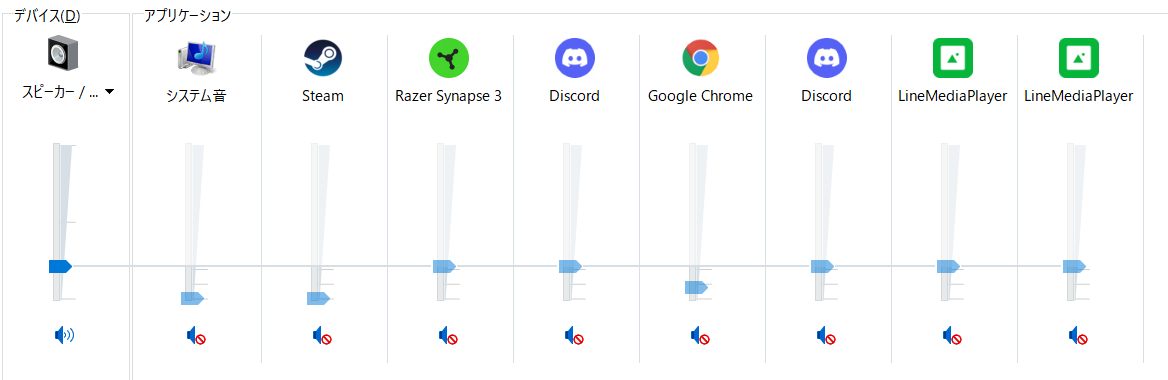 デバイス(D)
アプリケーション
スピーカー / ...
システム音
Steam
Razer Synapse 3
Discord
Google Chrome
Discord
LineMediaPlayer
LineMediaPlayer